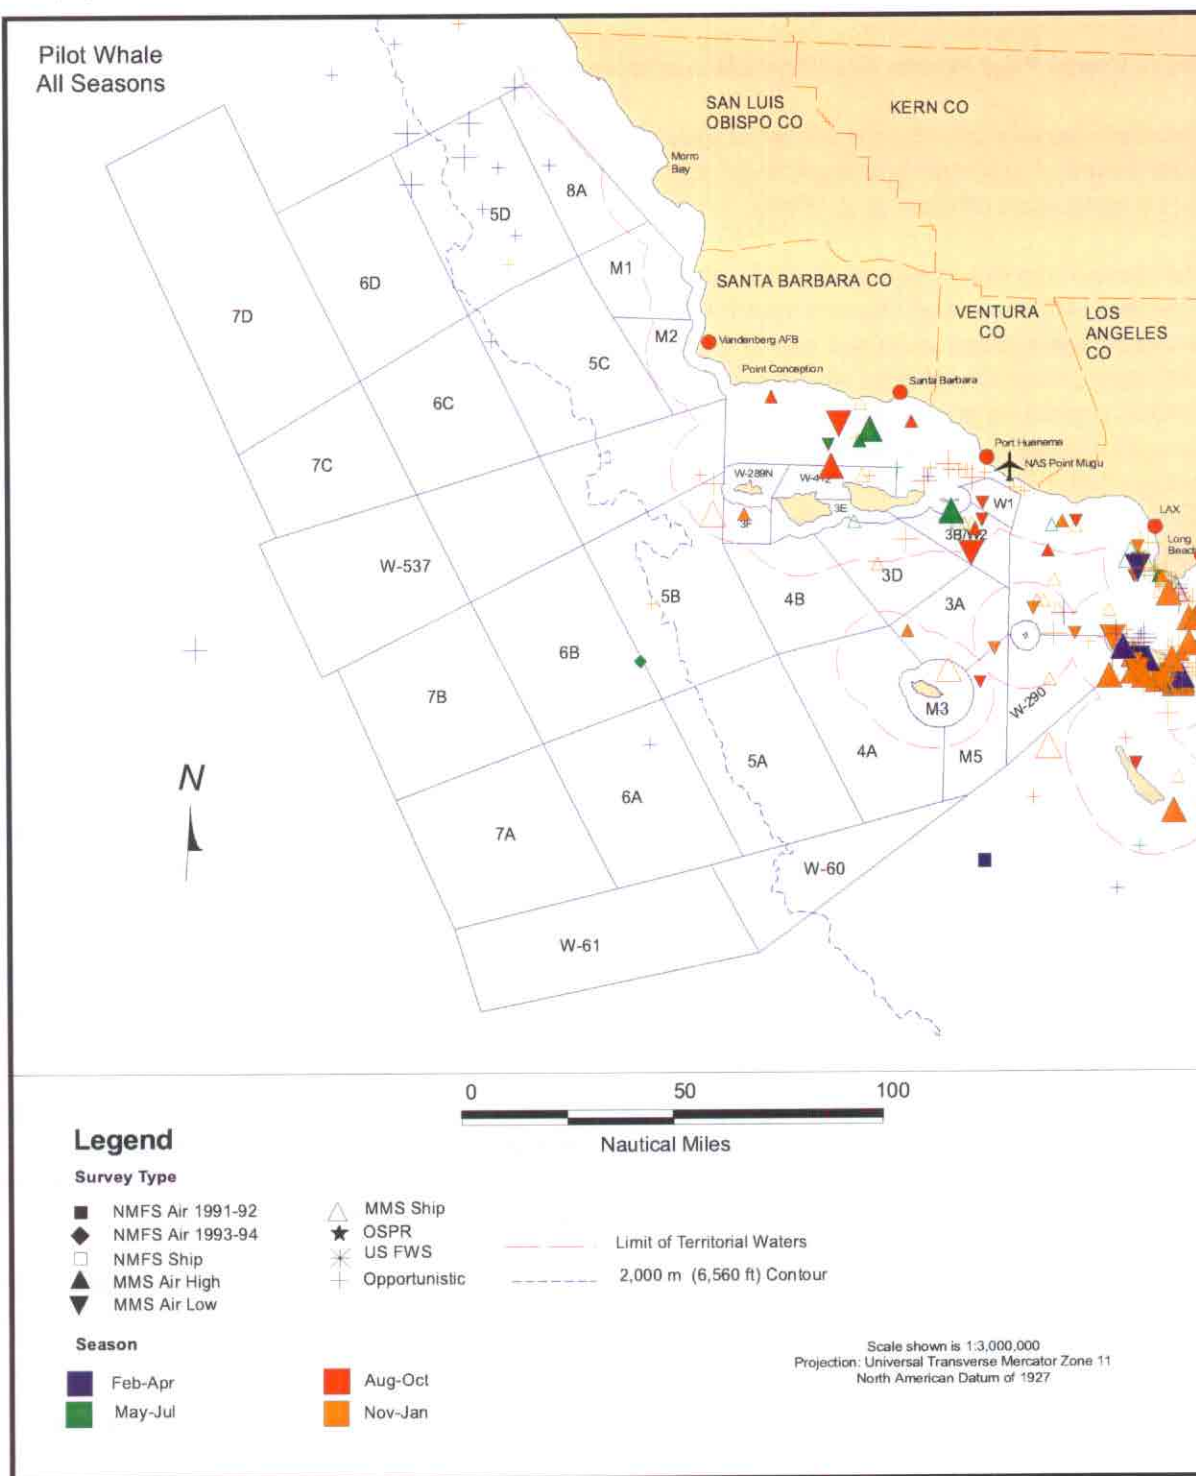 Pilot Whale
All Seasons
SAN LUIS
OBISPO CO
KERN CO
Morro
Bay
8A
5D
M1
6D
SANTA BARBARA CO
7D
VENTURA
CO
LOS
ANGELES
CO
M2
Vandenberg AFB
5C
Point Conception
Santa Barbara
6C
Port Hueneme
NAS Point Mugu
7C
W-289N
W-412
3E
W1
LAX
3F
3B/W2
Long
Beach
W-537
3D
5B
4B
3A
6B
7B
M3
W-290
N
4A
M5
5A
6A
7A
W-60
W-61
0 50 100
Nautical Miles
Legend
Survey Type
NMFS Air 1991-92
NMFS Air 1993-94
NMFS Ship
MMS Air High
MMS Air Low
MMS Ship
OSPR
US FWS
Opportunistic
Limit of Territorial Waters
2,000 m (6,560 ft) Contour
Season
Feb-Apr
May-Jul
Aug-Oct
Nov-Jan
Scale shown is 1:3,000,000
Projection: Universal Transverse Mercator Zone 11
North American Datum of 1927